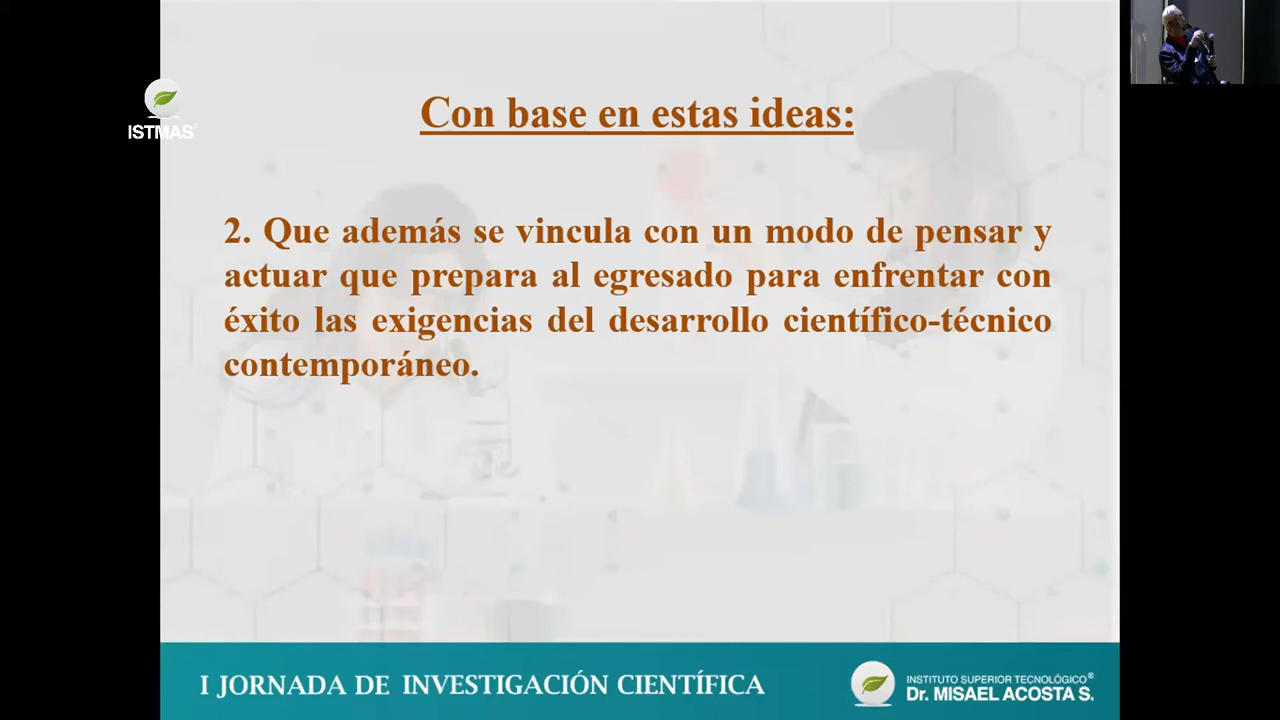 ISTMAS®
Con base en estas ideas:
2. Que además se vincula con un modo de pensar y
actuar que prepara al egresado para enfrentar con
éxito las exigencias del desarrollo científico-técnico
contemporáneo.
I JORNADA DE INVESTIGACIÓN CIENTÍFICA
INSTITUTO SUPERIOR TECNOLÓGICO®
Dr. MISAEL ACOSTA S.